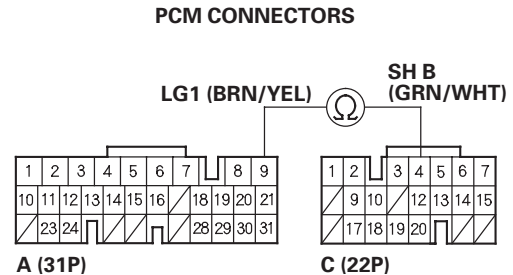 PCM CONNECTORS
SH B
LG1 (BRN/YEL)
(GRN/WHT)
Ω
1 2 3 4 5 6 7 8 9
10 11 12 13 14 15 16 18 19 20 21
23 24 28 29 30 31
1 2 3 4 5 6 7
9 10 12 13 14 15
17 18 19 20
A (31P)
C (22P)